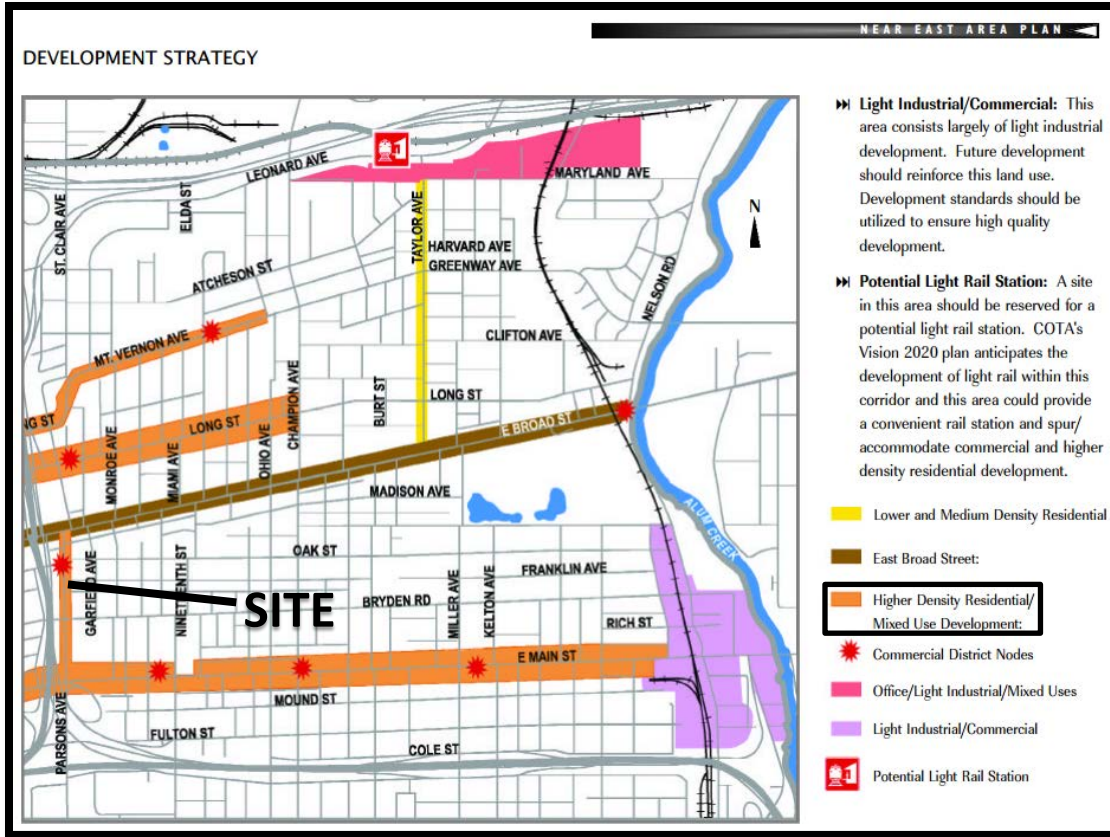 NEAR EAST AREA PLAN
DEVELOPMENT STRATEGY
LEONARD AVE
MARYLAND AVE
ST. CLAIR AVE
ELDA ST
TAYLOR AVE
N
HARVARD AVE
GREENWAY AVE
ATCHESON ST
NELSON RD
MT. VERNON AVE
CLIFTON AVE
CHAMPION AVE
BURT ST
LONG ST
NG ST
LONG ST
E BROAD ST
MONROE AVE
MIAMI AVE
OHIO AVE
MADISON AVE
ALUM CREEK
OAK ST
GARFIELD AVE
NINETEENTH ST
FRANKLIN AVE
SITE
BRYDEN RD
MILLER AVE
KELTON AVE
RICH ST
E MAIN ST
MOUND ST
PARSONS AVE
FULTON ST
COLE ST
Light Industrial/Commercial: This
area consists largely of light industrial
development. Future development
should reinforce this land use.
Development standards should be
utilized to ensure high quality
development.
Potential Light Rail Station: A site
in this area should be reserved for a
potential light rail station. COTA's
Vision 2020 plan anticipates the
development of light rail within this
corridor and this area could provide
a convenient rail station and spur/
accommodate commercial and higher
density residential development.
Lower and Medium Density Residential
East Broad Street:
Higher Density Residential/
Mixed Use Development:
Commercial District Nodes
Office/Light Industrial/Mixed Uses
Light Industrial/Commercial
Potential Light Rail Station